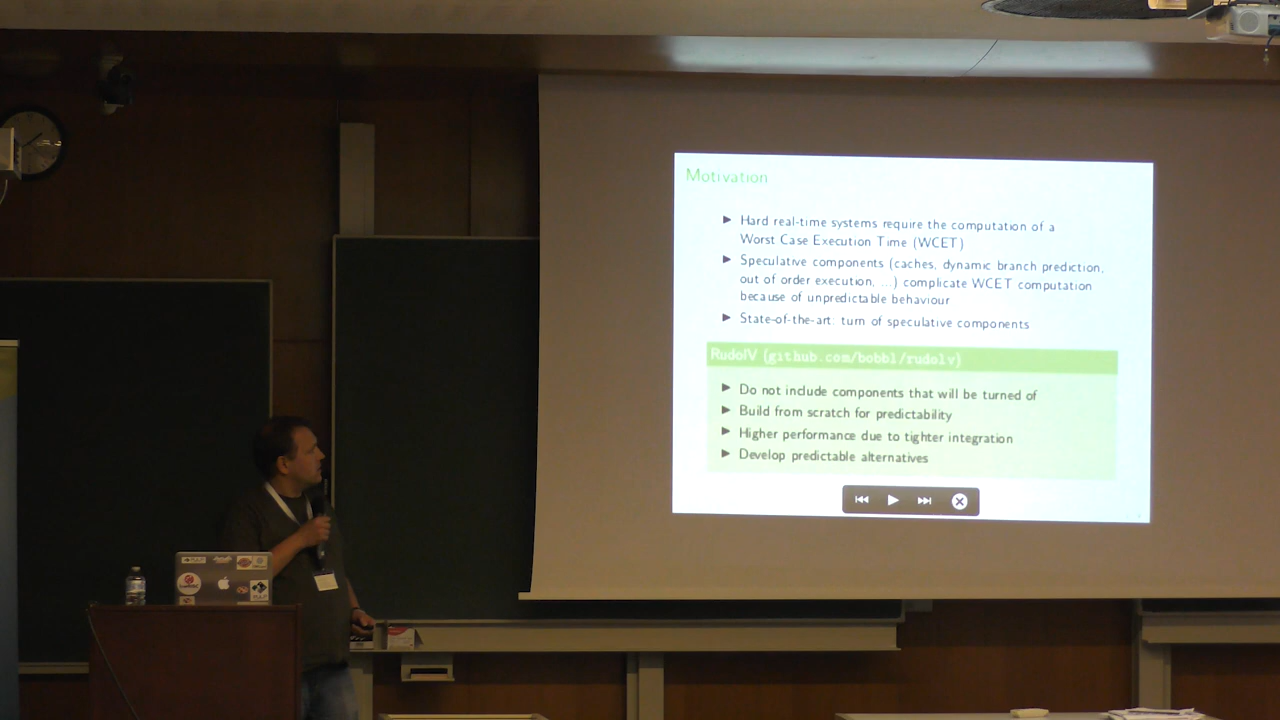 Motivation
Hard real-time systems require the computation of a
Worst Case Execution Time (WCET)
Speculative components (caches, dynamic branch prediction,
out of order execution, ...) complicate WCET computation
because of unpredictable behaviour
State-of-the-art: turn of speculative components
RudolV (github.com/bobbl/rudolv)
Do not include components that will be turned of
Build from scratch for predictability
Higher performance due to tighter integration
Develop predictable alternatives